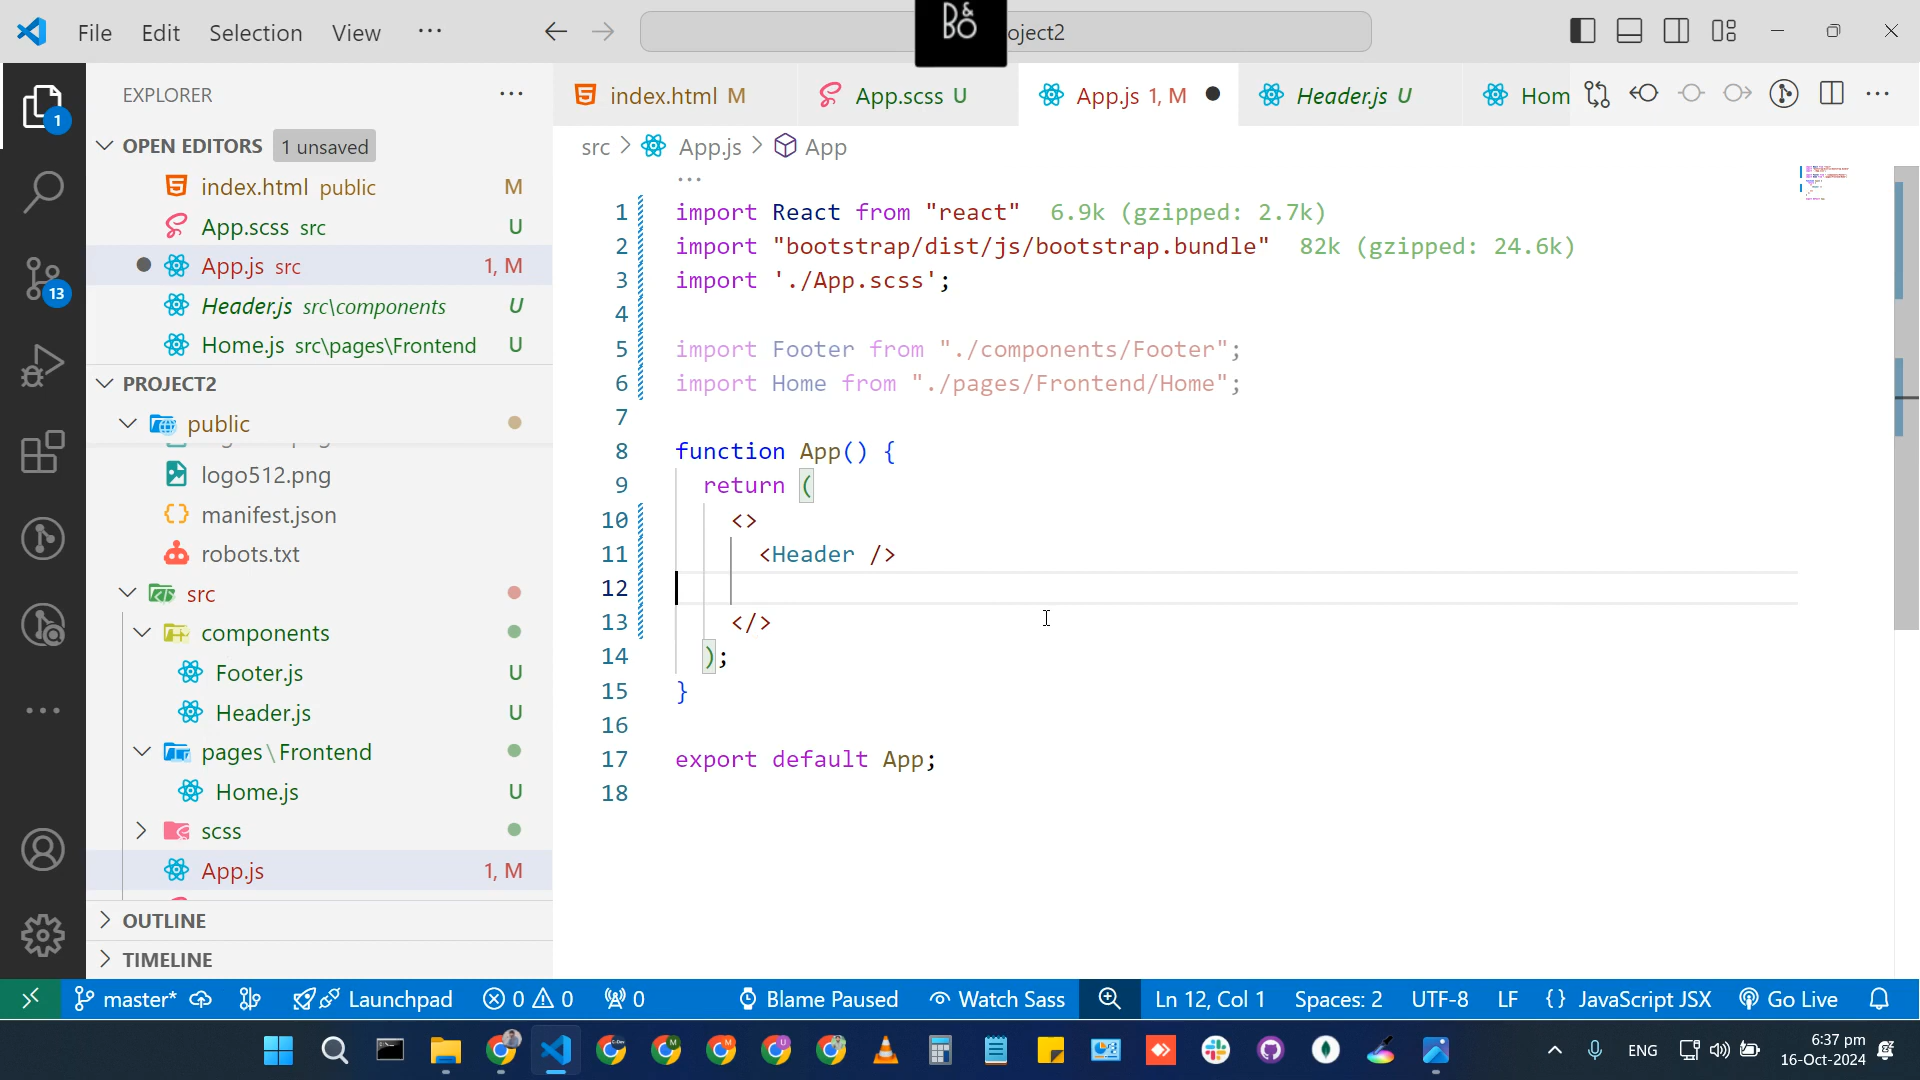 File Edit Selection View ...
B&O
oject2
EXPLORER
OPEN EDITORS 1 unsaved
index.html public M
App.scss src U
App.js src 1, M
Header.js src\components U
Home.js src\pages\Frontend U
PROJECT2
public
logo512.png
manifest.json
robots.txt
src
components
Footer.js U
Header.js U
pages\Frontend
Home.js U
scss
App.js 1, M
OUTLINE
TIMELINE
1
13
index.html M
App.scss U
App.js 1, M
Header.js U
Hom
src > App.js > App
...
1 import React from "react" 6.9k (gzipped: 2.7k)
2 import "bootstrap/dist/js/bootstrap.bundle" 82k (gzipped: 24.6k)
3 import './App.scss';
4
5 import Footer from "./components/Footer";
6 import Home from "./pages/Frontend/Home";
7
8 function App() {
9 return (
10 <>
11 <Header />
12
13 </>
14 );
15 }
16
17 export default App;
18
master* Launchpad 0 0 0 Blame Paused Watch Sass Ln 12, Col 1 Spaces: 2 UTF-8 LF {} JavaScript JSX Go Live
ENG
6:37 pm
16-Oct-2024